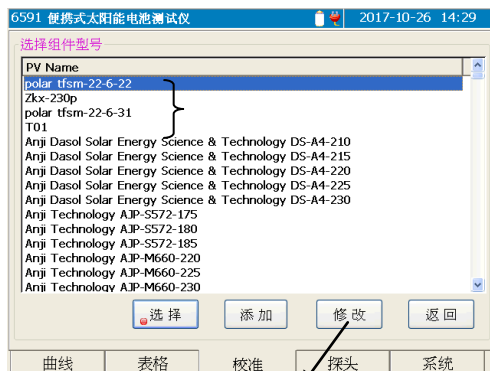 6591 便携式太阳能电池测试仪 2017-10-26 14:29
选择组件型号
PV Name
polar tfsm-22-6-22
Zkx-230p
polar tfsm-22-6-31
T01
Anji Dasol Solar Energy Science & Technology DS-A4-210
Anji Dasol Solar Energy Science & Technology DS-A4-215
Anji Dasol Solar Energy Science & Technology DS-A4-220
Anji Dasol Solar Energy Science & Technology DS-A4-225
Anji Dasol Solar Energy Science & Technology DS-A4-230
Anji Technology AJP-S572-175
Anji Technology AJP-S572-180
Anji Technology AJP-S572-185
Anji Technology AJP-M660-220
Anji Technology AJP-M660-225
Anji Technology AJP-M660-230
选择 添加 修改 返回
曲线 表格 校准 探头 系统